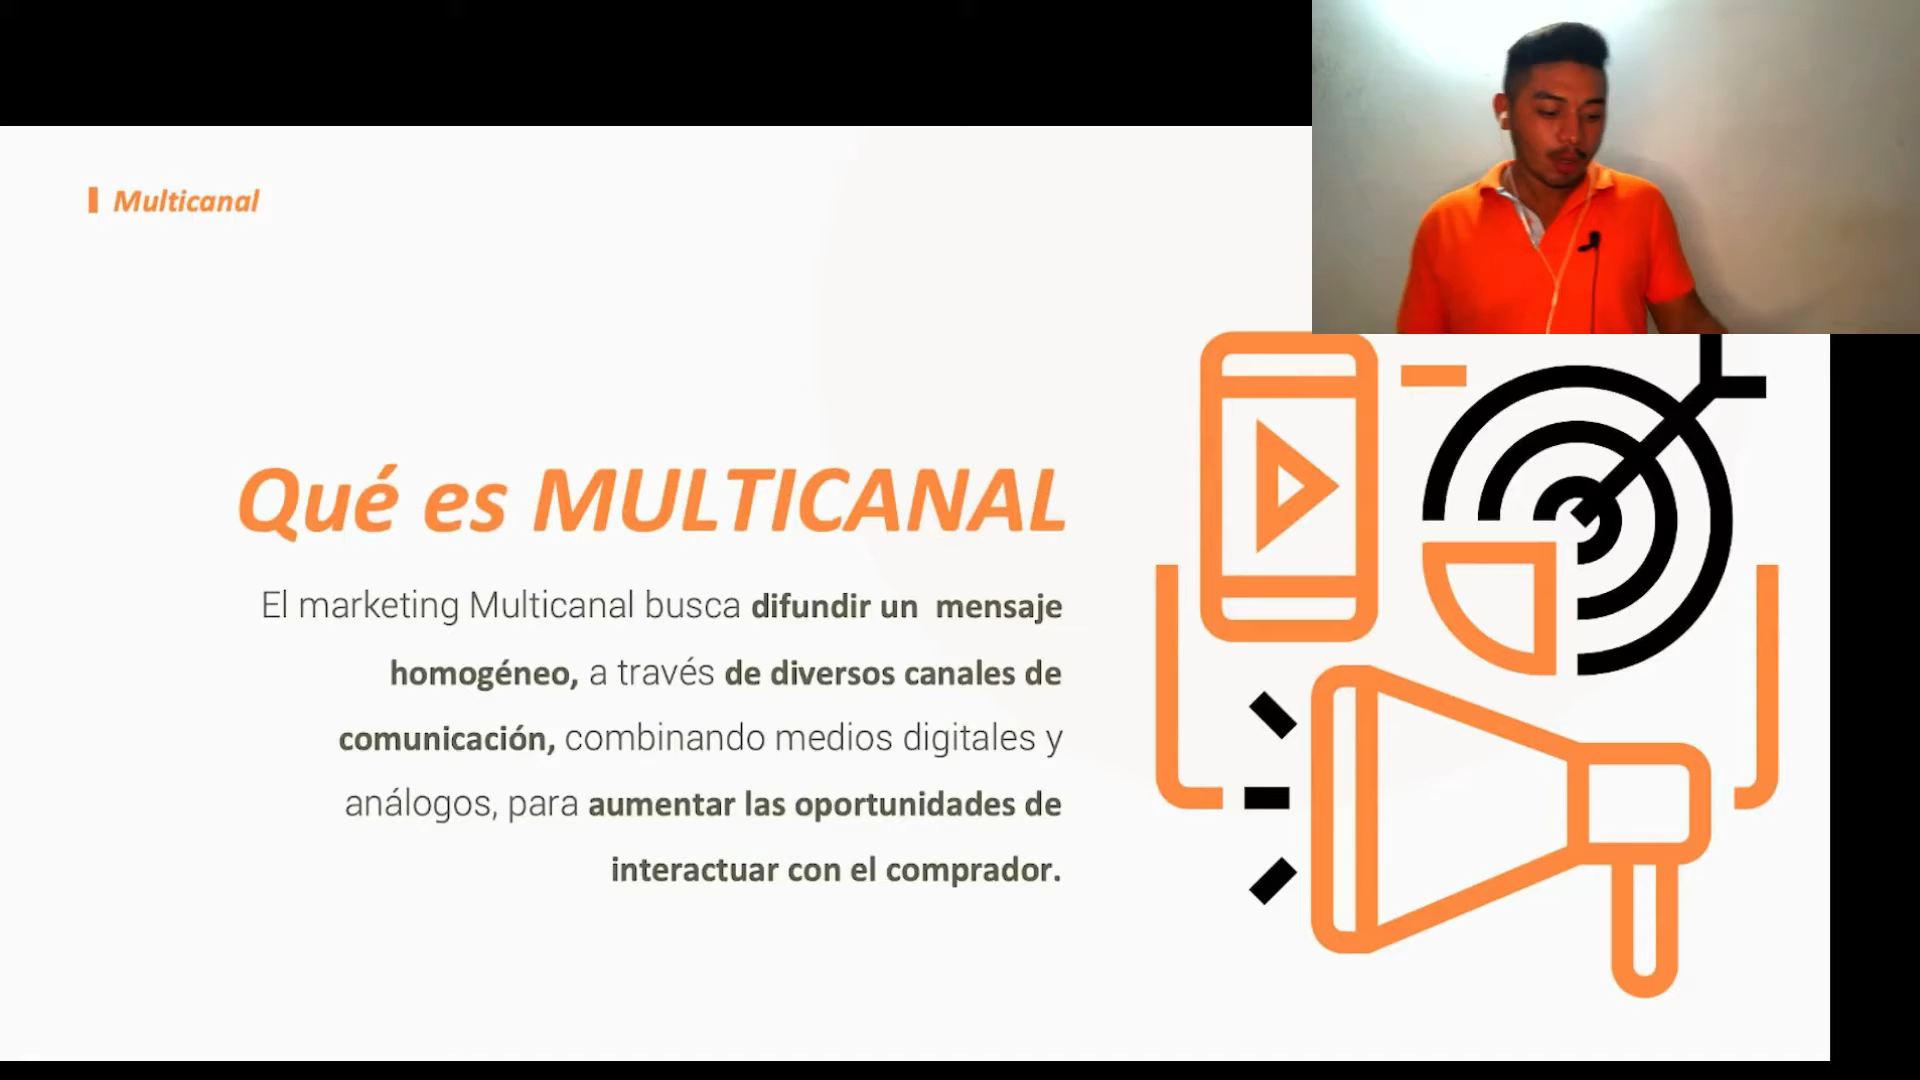 Multicanal
Qué es MULTICANAL
El marketing Multicanal busca difundir un mensaje
homogéneo, a través de diversos canales de
comunicación, combinando medios digitales y
análogos, para aumentar las oportunidades de
interactuar con el comprador.